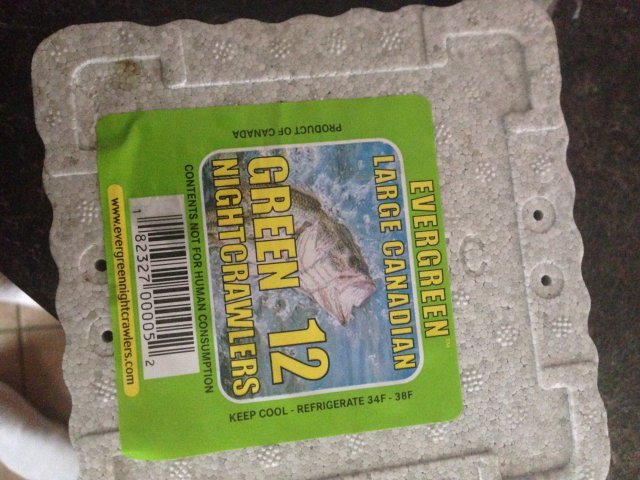 EVERGREEN™
LARGE CANADIAN
GREEN 12
NIGHTCRAWLERS
PRODUCT OF CANADA
KEEP COOL - REFRIGERATE 34F - 38F
CONTENTS NOT FOR HUMAN CONSUMPTION
1 82327 00005 2
www.evergreennightcrawlers.com